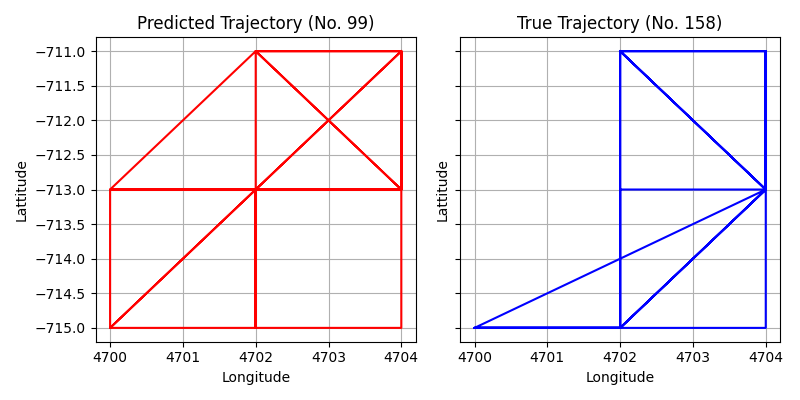 Predicted Trajectory (No. 99)
True Trajectory (No. 158)
−711.0
−711.5
−712.0
−712.5
−713.0
−713.5
−714.0
−714.5
−715.0
Lattitude
Lattitude
4700 4701 4702 4703 4704
4700 4701 4702 4703 4704
Longitude
Longitude